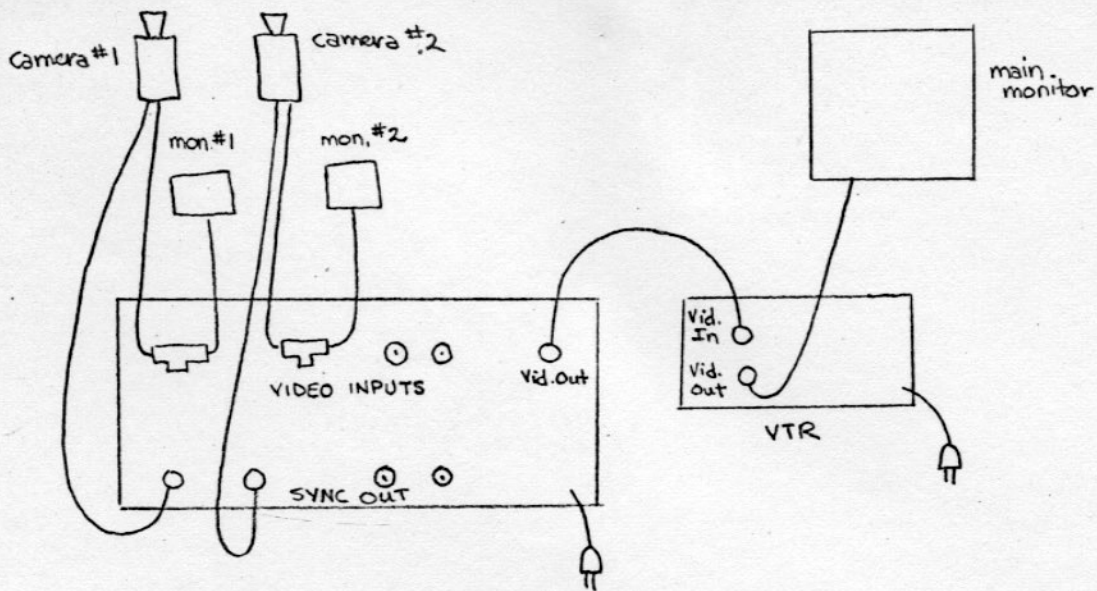 camera #1
camera #2
main.
monitor
mon. #1
mon. #2
Vid.
In
Vid. Out
Vid.
Out
VIDEO INPUTS
VTR
SYNC OUT